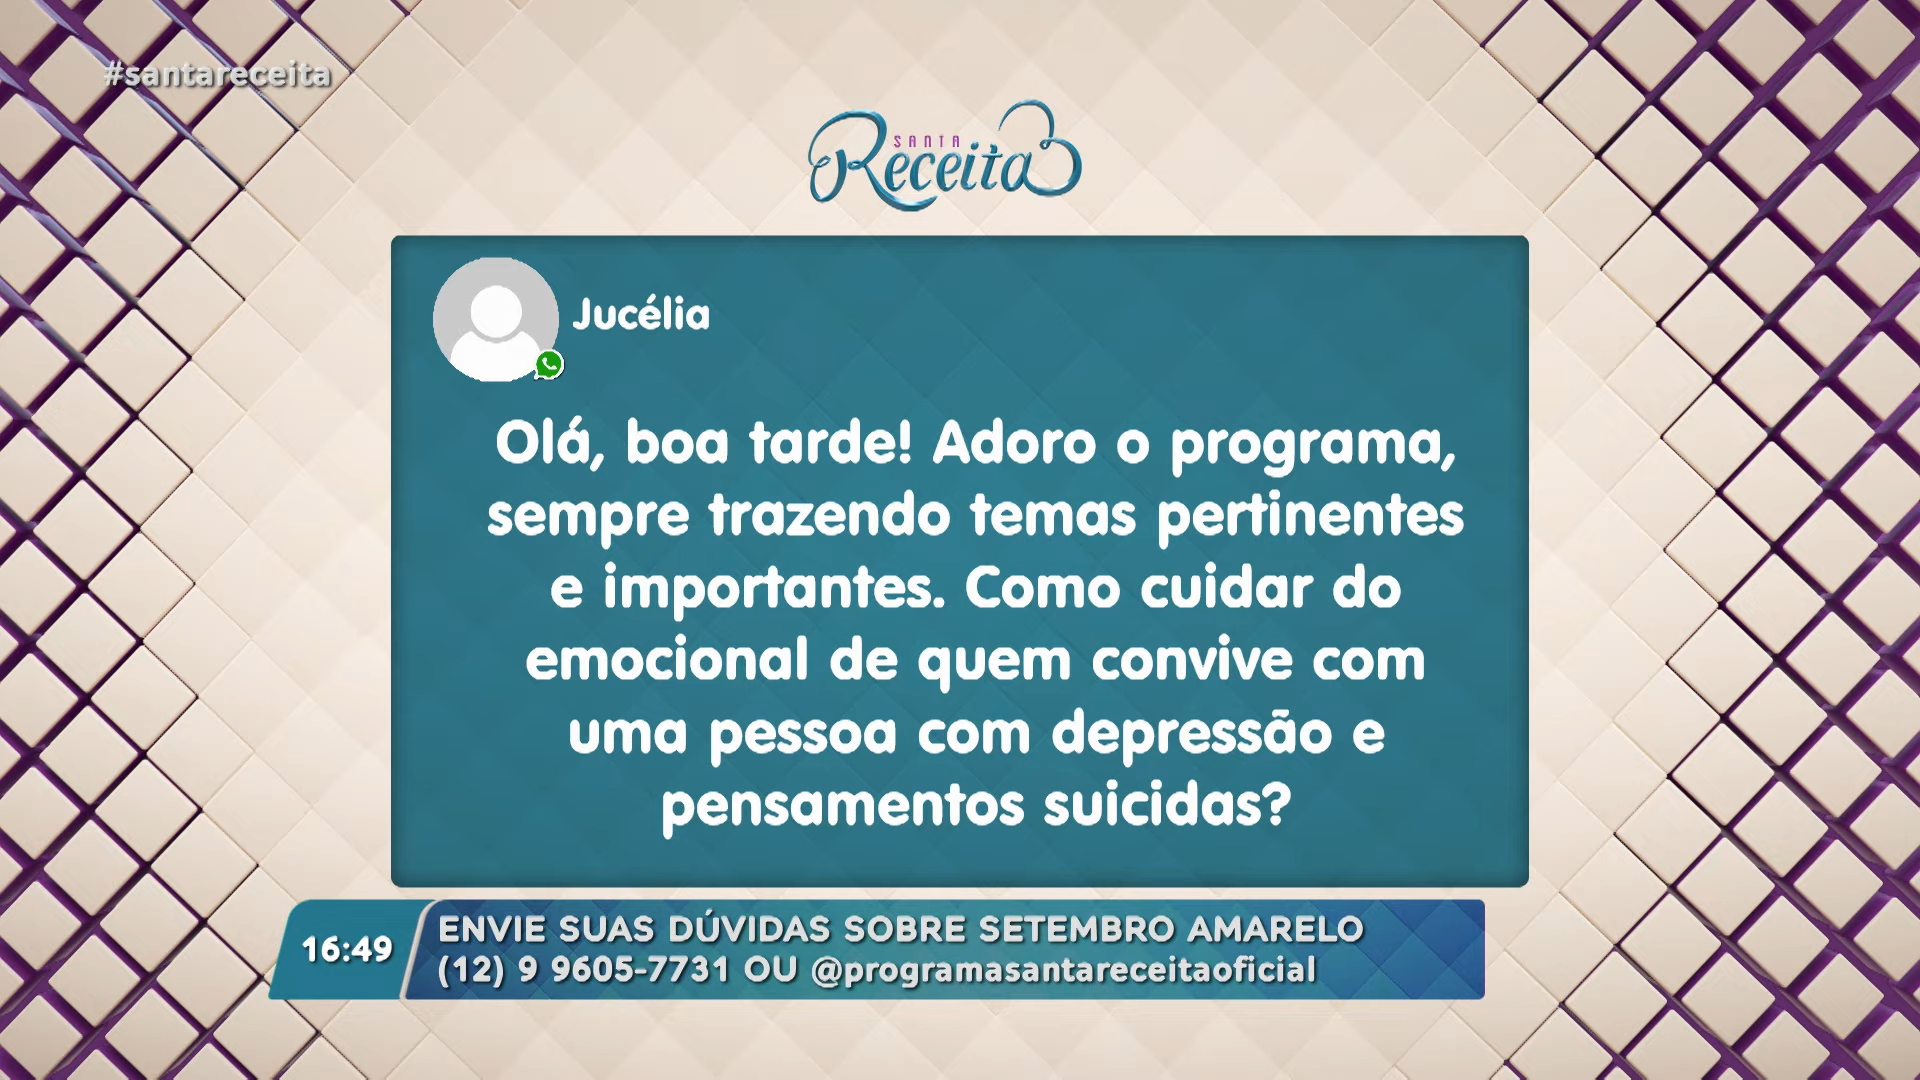 #santareceita
SANTA
Receita
Jucélia
Olá, boa tarde! Adoro o programa,
sempre trazendo temas pertinentes
e importantes. Como cuidar do
emocional de quem convive com
uma pessoa com depressão e
pensamentos suicidas?
16:49
ENVIE SUAS DÚVIDAS SOBRE SETEMBRO AMARELO
(12) 9 9605-7731 OU @programasantareceitaoficial